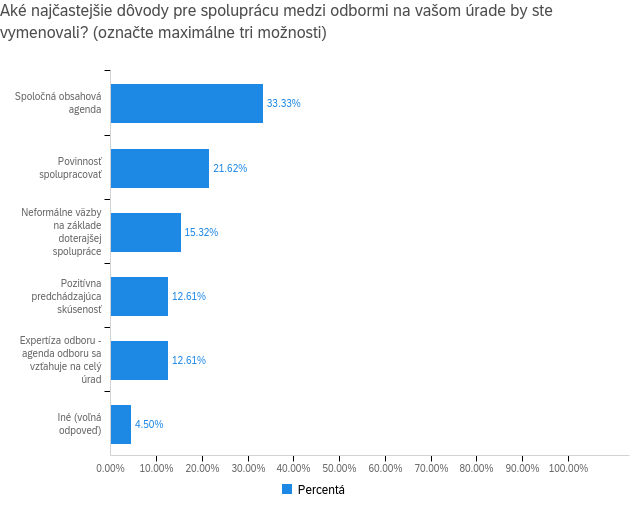 Aké najčastejšie dôvody pre spoluprácu medzi odbormi na vašom úrade by ste
vymenovali? (označte maximálne tri možnosti)
Spoločná obsahová
agenda
33.33%
Povinnosť
spolupracovať
21.62%
Neformálne väzby
na základe
doterajšej
spolupráce
15.32%
Pozitívna
predchádzajúca
skúsenosť
12.61%
Expertíza odboru -
agenda odboru sa
vzťahuje na celý
úrad
12.61%
Iné (voľná
odpoveď)
4.50%
0.00% 10.00% 20.00% 30.00% 40.00% 50.00% 60.00% 70.00% 80.00% 90.00% 100.00%
Percentá